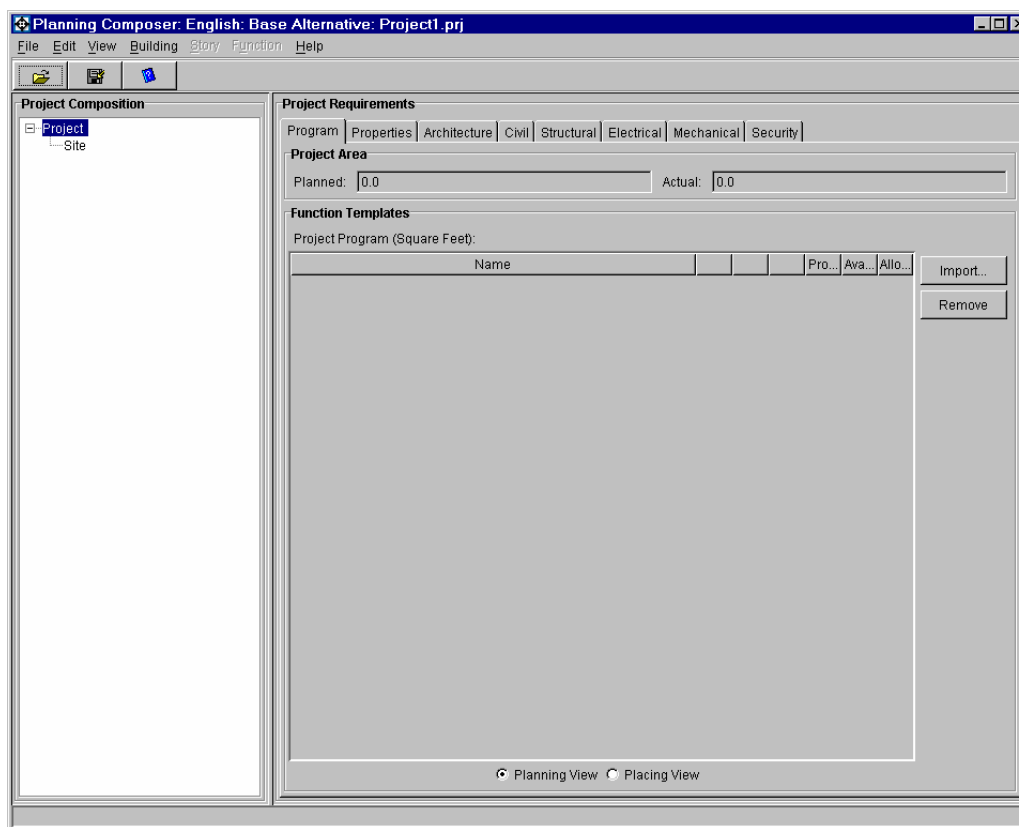 Planning Composer: English: Base Alternative: Project1.prj
File Edit View Building Story Function Help
Project Composition
Project
Site
Project Requirements
Program Properties Architecture Civil Structural Electrical Mechanical Security
Project Area
Planned: 0.0 Actual: 0.0
Function Templates
Project Program (Square Feet):
Name Pro... Ava... Allo...
Import...
Remove
Planning View Placing View